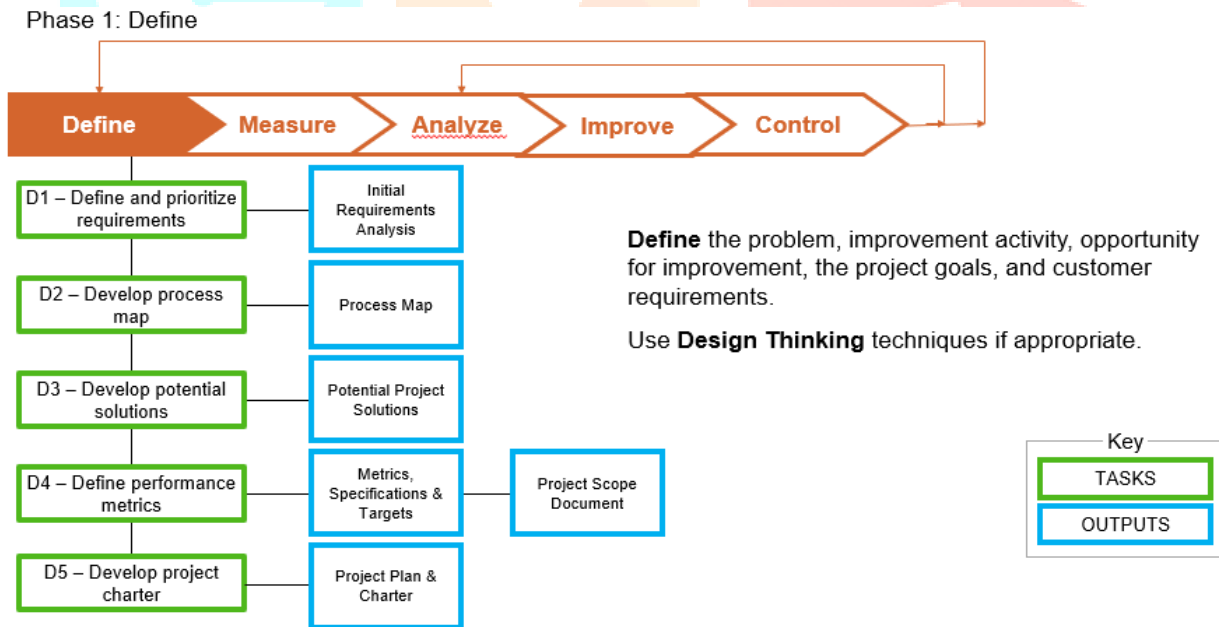 Phase 1: Define
Define
Measure
Analyze
Improve
Control
D1 – Define and prioritize
requirements
Initial
Requirements
Analysis
D2 – Develop process
map
Process Map
D3 – Develop potential
solutions
Potential Project
Solutions
D4 – Define performance
metrics
Metrics,
Specifications &
Targets
Project Scope
Document
D5 – Develop project
charter
Project Plan &
Charter
Define the problem, improvement activity, opportunity
for improvement, the project goals, and customer
requirements.
Use Design Thinking techniques if appropriate.
Key
TASKS
OUTPUTS